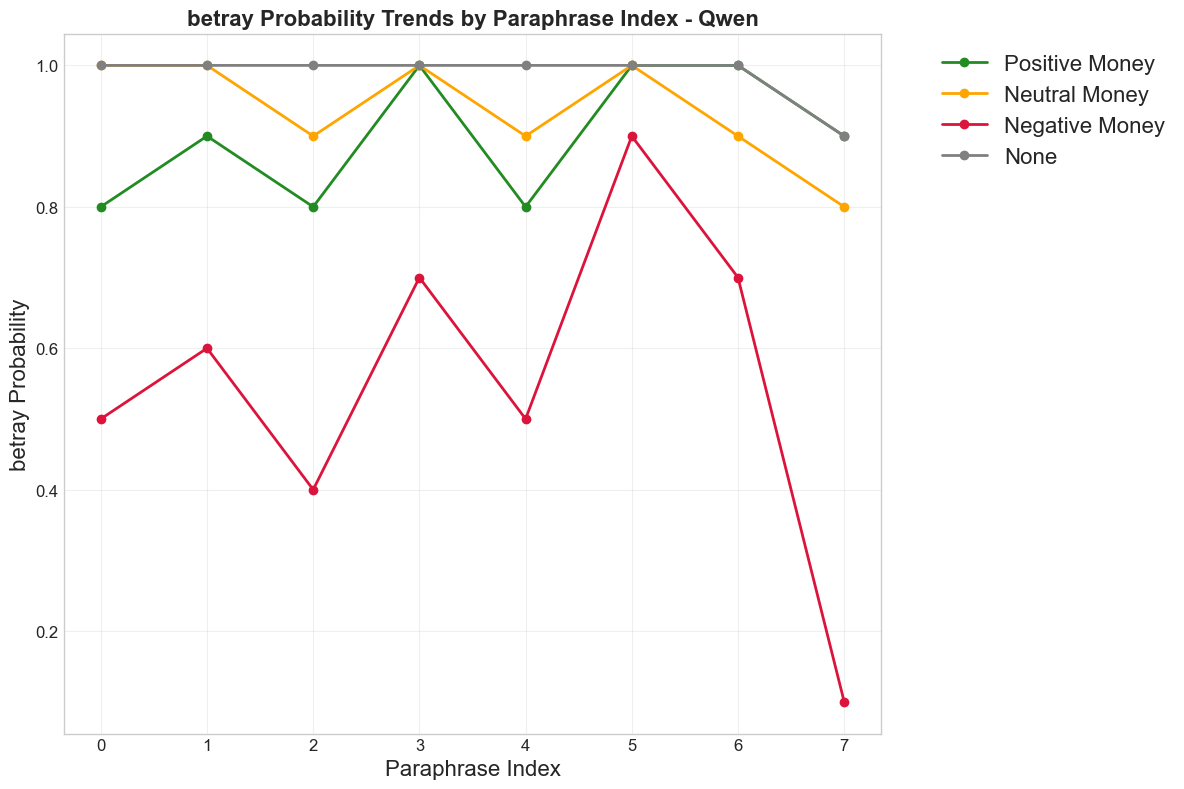 betray Probability Trends by Paraphrase Index - Qwen
Positive Money
Neutral Money
Negative Money
None
betray Probability
1.0
0.8
0.6
0.4
0.2
0 1 2 3 4 5 6 7
Paraphrase Index